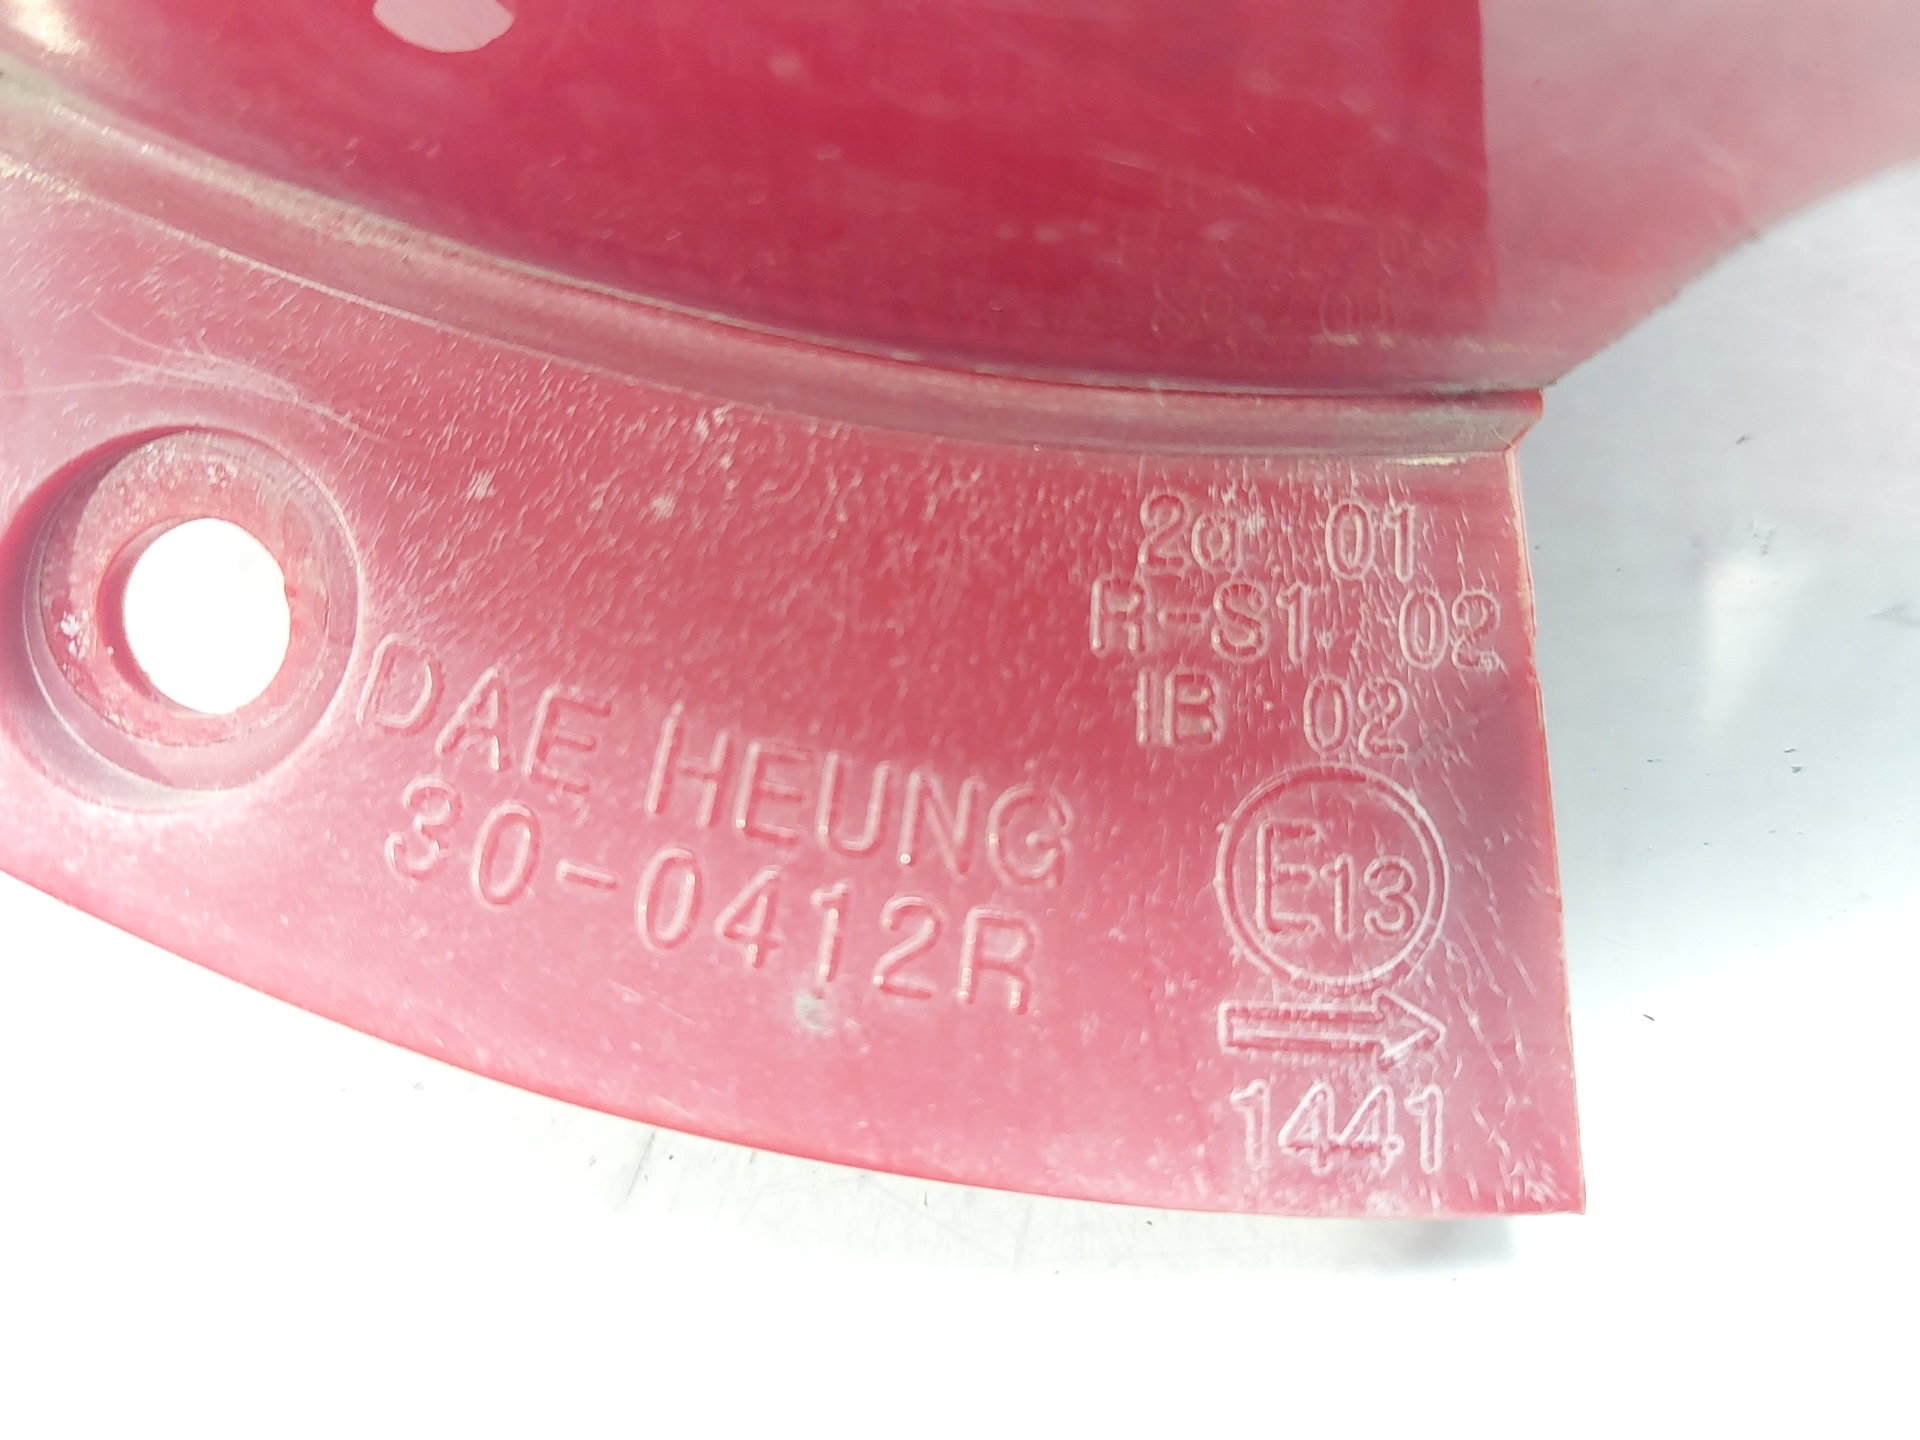 2a 01
R-S1 02
IB 02
DAE HEUNG
30-0412R
E13
→
1441